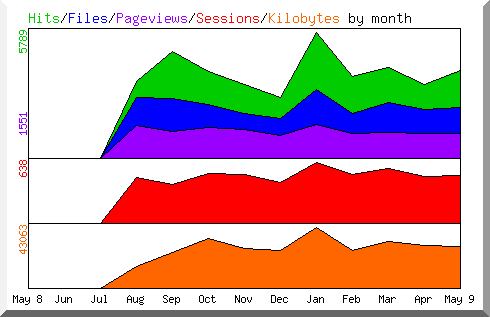 Hits/Files/Pageviews/Sessions/Kilobytes by month
5789
1551
638
43063
May 8 Jun Jul Aug Sep Oct Nov Dec Jan Feb Mar Apr May 9